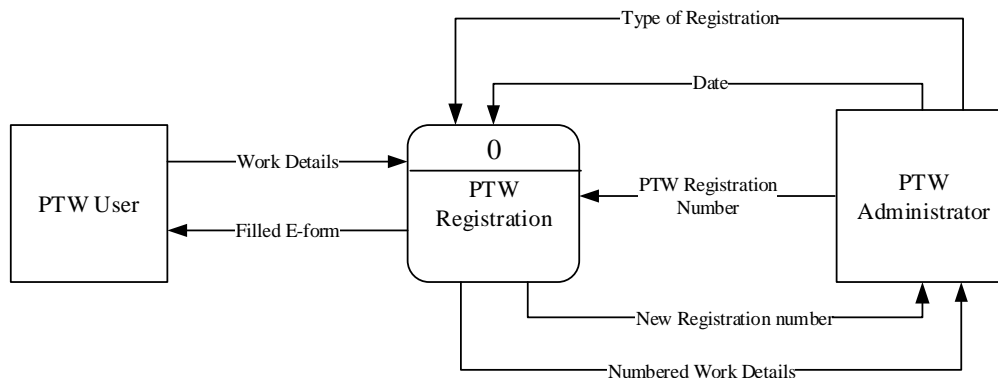 Type of Registration
Date
0
Work Details
PTW User
PTW
Registration
Filled E-form
PTW Registration
Number
PTW
Administrator
New Registration number
Numbered Work Details